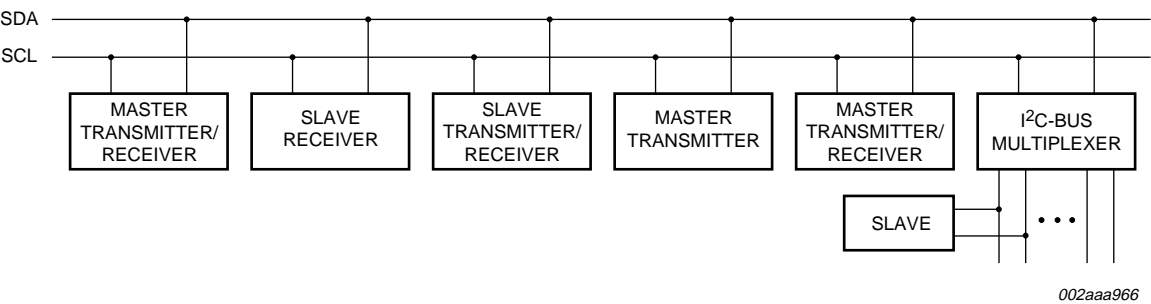 SDA
SCL
MASTER
TRANSMITTER/
RECEIVER
SLAVE
RECEIVER
SLAVE
TRANSMITTER/
RECEIVER
MASTER
TRANSMITTER
MASTER
TRANSMITTER/
RECEIVER
I²C-BUS
MULTIPLEXER
SLAVE
002aaa966